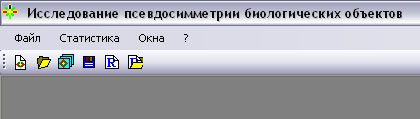 Исследование псевдосимметрии биологических объектов
Файл Статистика Окна ?
R P